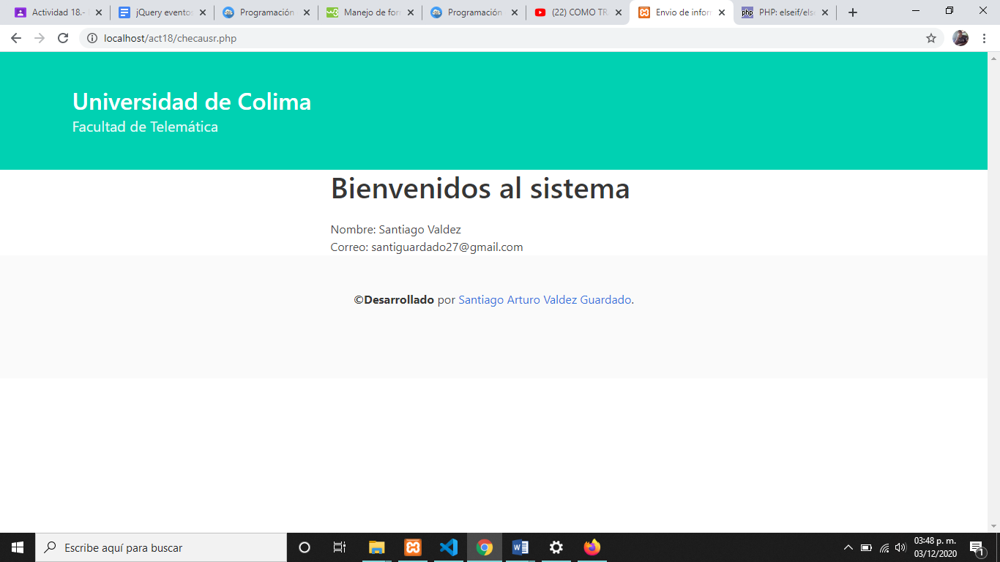 Actividad 18.-
jQuery evento
Programación
Manejo de for
Programación
(22) COMO TR
Envio de infor
PHP: elseif/els
localhost/act18/checausr.php
Universidad de Colima
Facultad de Telemática
Bienvenidos al sistema
Nombre: Santiago Valdez
Correo: santiguardado27@gmail.com
©Desarrollado por Santiago Arturo Valdez Guardado.
Escribe aquí para buscar
03:48 p. m.
03/12/2020
1